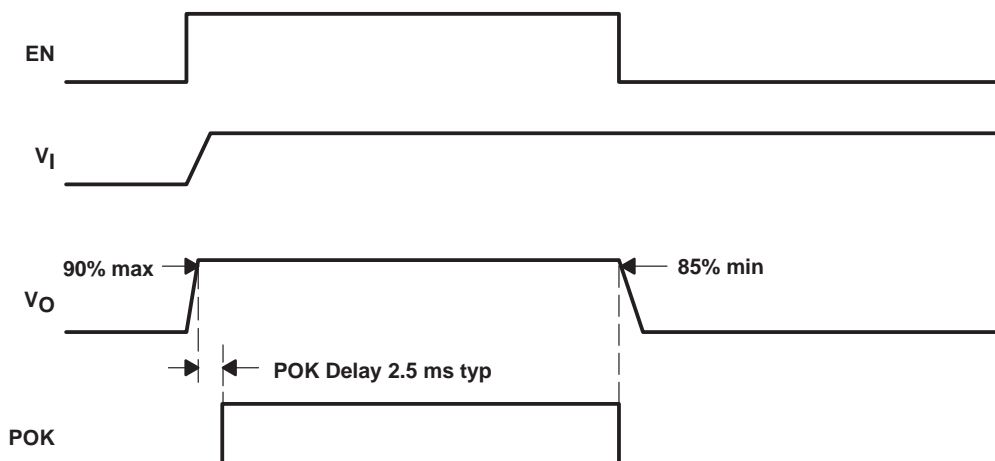 EN
VI
90% max
85% min
VO
POK Delay 2.5 ms typ
POK